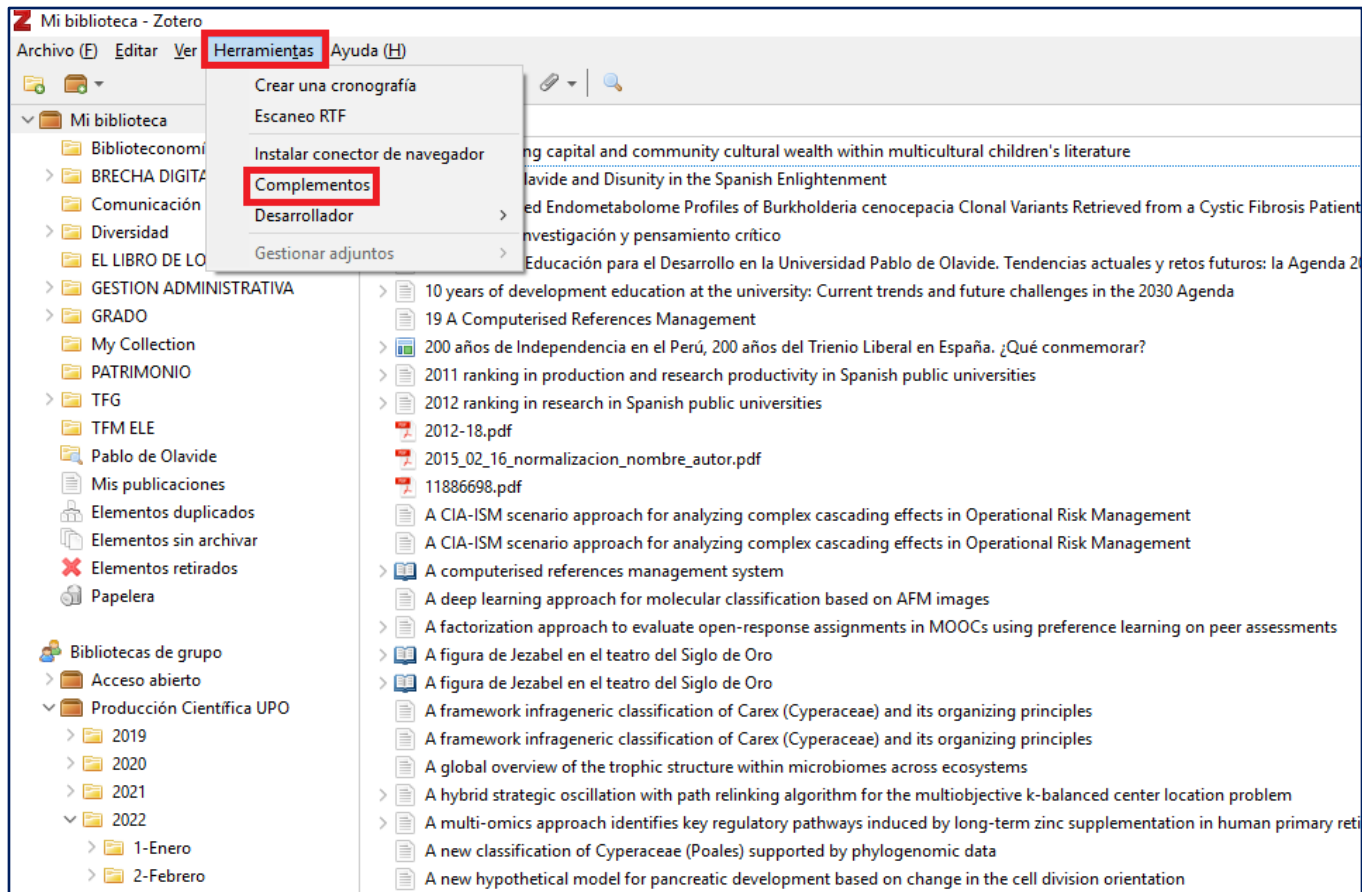 Mi biblioteca - Zotero
Archivo (F) Editar Ver Herramientas Ayuda (H)
Crear una cronografía
Escaneo RTF
Instalar conector de navegador
Complementos
Desarrollador
Gestionar adjuntos
Mi biblioteca
Biblioteconomí
BRECHA DIGITA
Comunicación
Diversidad
EL LIBRO DE LO
GESTION ADMINISTRATIVA
GRADO
My Collection
PATRIMONIO
TFG
TFM ELE
Pablo de Olavide
Mis publicaciones
Elementos duplicados
Elementos sin archivar
Elementos retirados
Papelera
Bibliotecas de grupo
Acceso abierto
Producción Científica UPO
2019
2020
2021
2022
1-Enero
2-Febrero
ng capital and community cultural wealth within multicultural children's literature
lavide and Disunity in the Spanish Enlightenment
ed Endometabolome Profiles of Burkholderia cenocepacia Clonal Variants Retrieved from a Cystic Fibrosis Patient
nvestigación y pensamiento crítico
Educación para el Desarrollo en la Universidad Pablo de Olavide. Tendencias actuales y retos futuros: la Agenda 20
10 years of development education at the university: Current trends and future challenges in the 2030 Agenda
19 A Computerised References Management
200 años de Independencia en el Perú, 200 años del Trienio Liberal en España. ¿Qué conmemorar?
2011 ranking in production and research productivity in Spanish public universities
2012 ranking in research in Spanish public universities
2012-18.pdf
2015_02_16_normalizacion_nombre_autor.pdf
11886698.pdf
A CIA-ISM scenario approach for analyzing complex cascading effects in Operational Risk Management
A CIA-ISM scenario approach for analyzing complex cascading effects in Operational Risk Management
A computerised references management system
A deep learning approach for molecular classification based on AFM images
A factorization approach to evaluate open-response assignments in MOOCs using preference learning on peer assessments
A figura de Jezabel en el teatro del Siglo de Oro
A figura de Jezabel en el teatro del Siglo de Oro
A framework infrageneric classification of Carex (Cyperaceae) and its organizing principles
A framework infrageneric classification of Carex (Cyperaceae) and its organizing principles
A global overview of the trophic structure within microbiomes across ecosystems
A hybrid strategic oscillation with path relinking algorithm for the multiobjective k-balanced center location problem
A multi-omics approach identifies key regulatory pathways induced by long-term zinc supplementation in human primary reti
A new classification of Cyperaceae (Poales) supported by phylogenomic data
A new hypothetical model for pancreatic development based on change in the cell division orientation